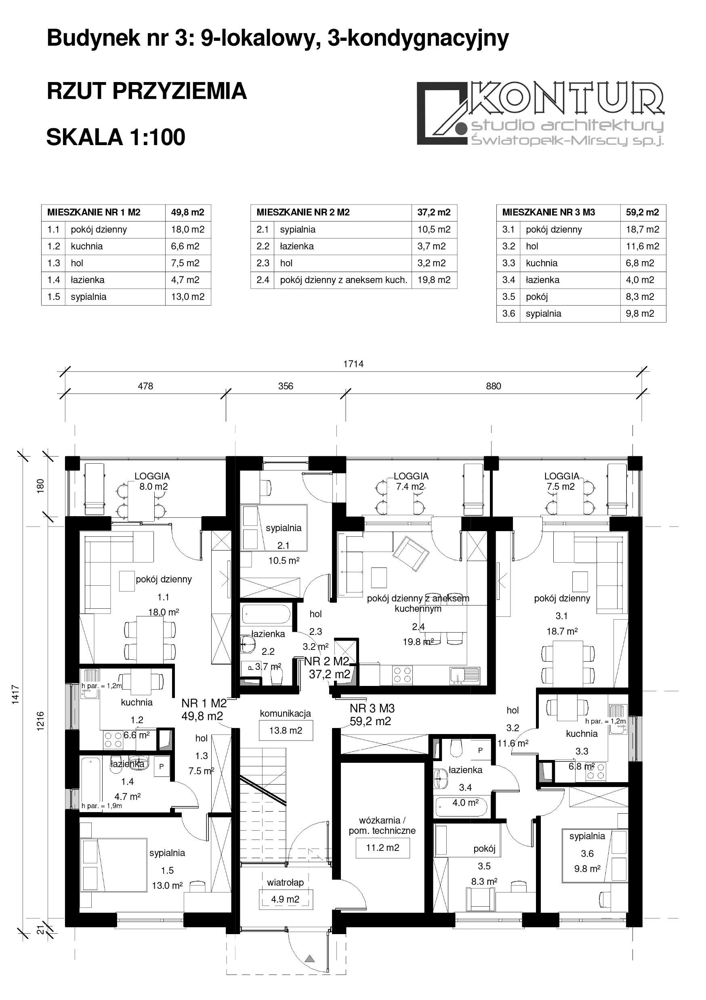 Budynek nr 3: 9-lokalowy, 3-kondygnacyjny
RZUT PRZYZIEMIA
SKALA 1:100
KONTUR
studio architektury
Światopełk-Mirscy sp.j.
MIESZKANIE NR 1 M2 49,8 m2
1.1 pokój dzienny 18,0 m2
1.2 kuchnia 6,6 m2
1.3 hol 7,5 m2
1.4 łazienka 4,7 m2
1.5 sypialnia 13,0 m2
MIESZKANIE NR 2 M2 37,2 m2
2.1 sypialnia 10,5 m2
2.2 łazienka 3,7 m2
2.3 hol 3,2 m2
2.4 pokój dzienny z aneksem kuch. 19,8 m2
MIESZKANIE NR 3 M3 59,2 m2
3.1 pokój dzienny 18,7 m2
3.2 hol 11,6 m2
3.3 kuchnia 6,8 m2
3.4 łazienka 4,0 m2
3.5 pokój 8,3 m2
3.6 sypialnia 9,8 m2
1714
478 356 880
180
1417
1216
21
LOGGIA
8.0 m2
LOGGIA
7.4 m2
LOGGIA
7.5 m2
sypialnia
2.1
10.5 m²
pokój dzienny
1.1
18.0 m²
pokój dzienny z aneksem
kuchennym
2.4
19.8 m²
pokój dzienny
3.1
18.7 m²
hol
2.3
3.2 m²
łazienka
2.2
3.7 m²
P
NR 2 M2
37,2 m2
h par. = 1,2m
kuchnia
1.2
6.6 m²
NR 1 M2
49,8 m2
komunikacja
13.8 m2
NR 3 M3
59,2 m2
hol
3.2
11.6 m²
h par. = 1,2m
kuchnia
3.3
6.8 m²
hol
1.3
7.5 m²
łazienka
1.4
4.7 m²
P
h par. = 1,9m
P
łazienka
3.4
4.0 m²
wózkarnia /
pom. techniczne
11.2 m2
sypialnia
1.5
13.0 m²
wiatrołap
4.9 m2
pokój
3.5
8.3 m²
sypialnia
3.6
9.8 m²